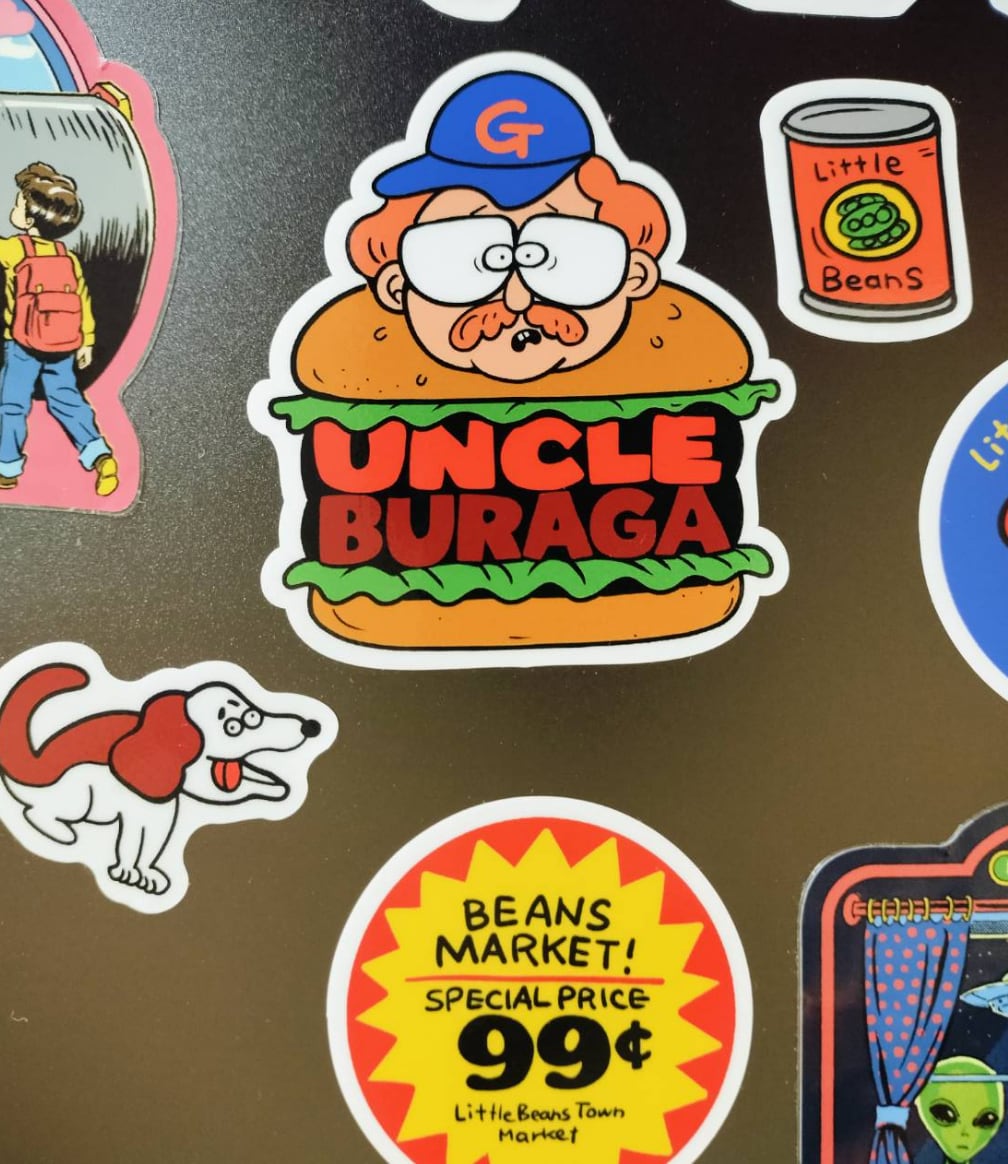 G
Little
Beans
UNCLE
BURAGA
BEANS
MARKET!
SPECIAL PRICE
99¢
Little Beans Town
Market